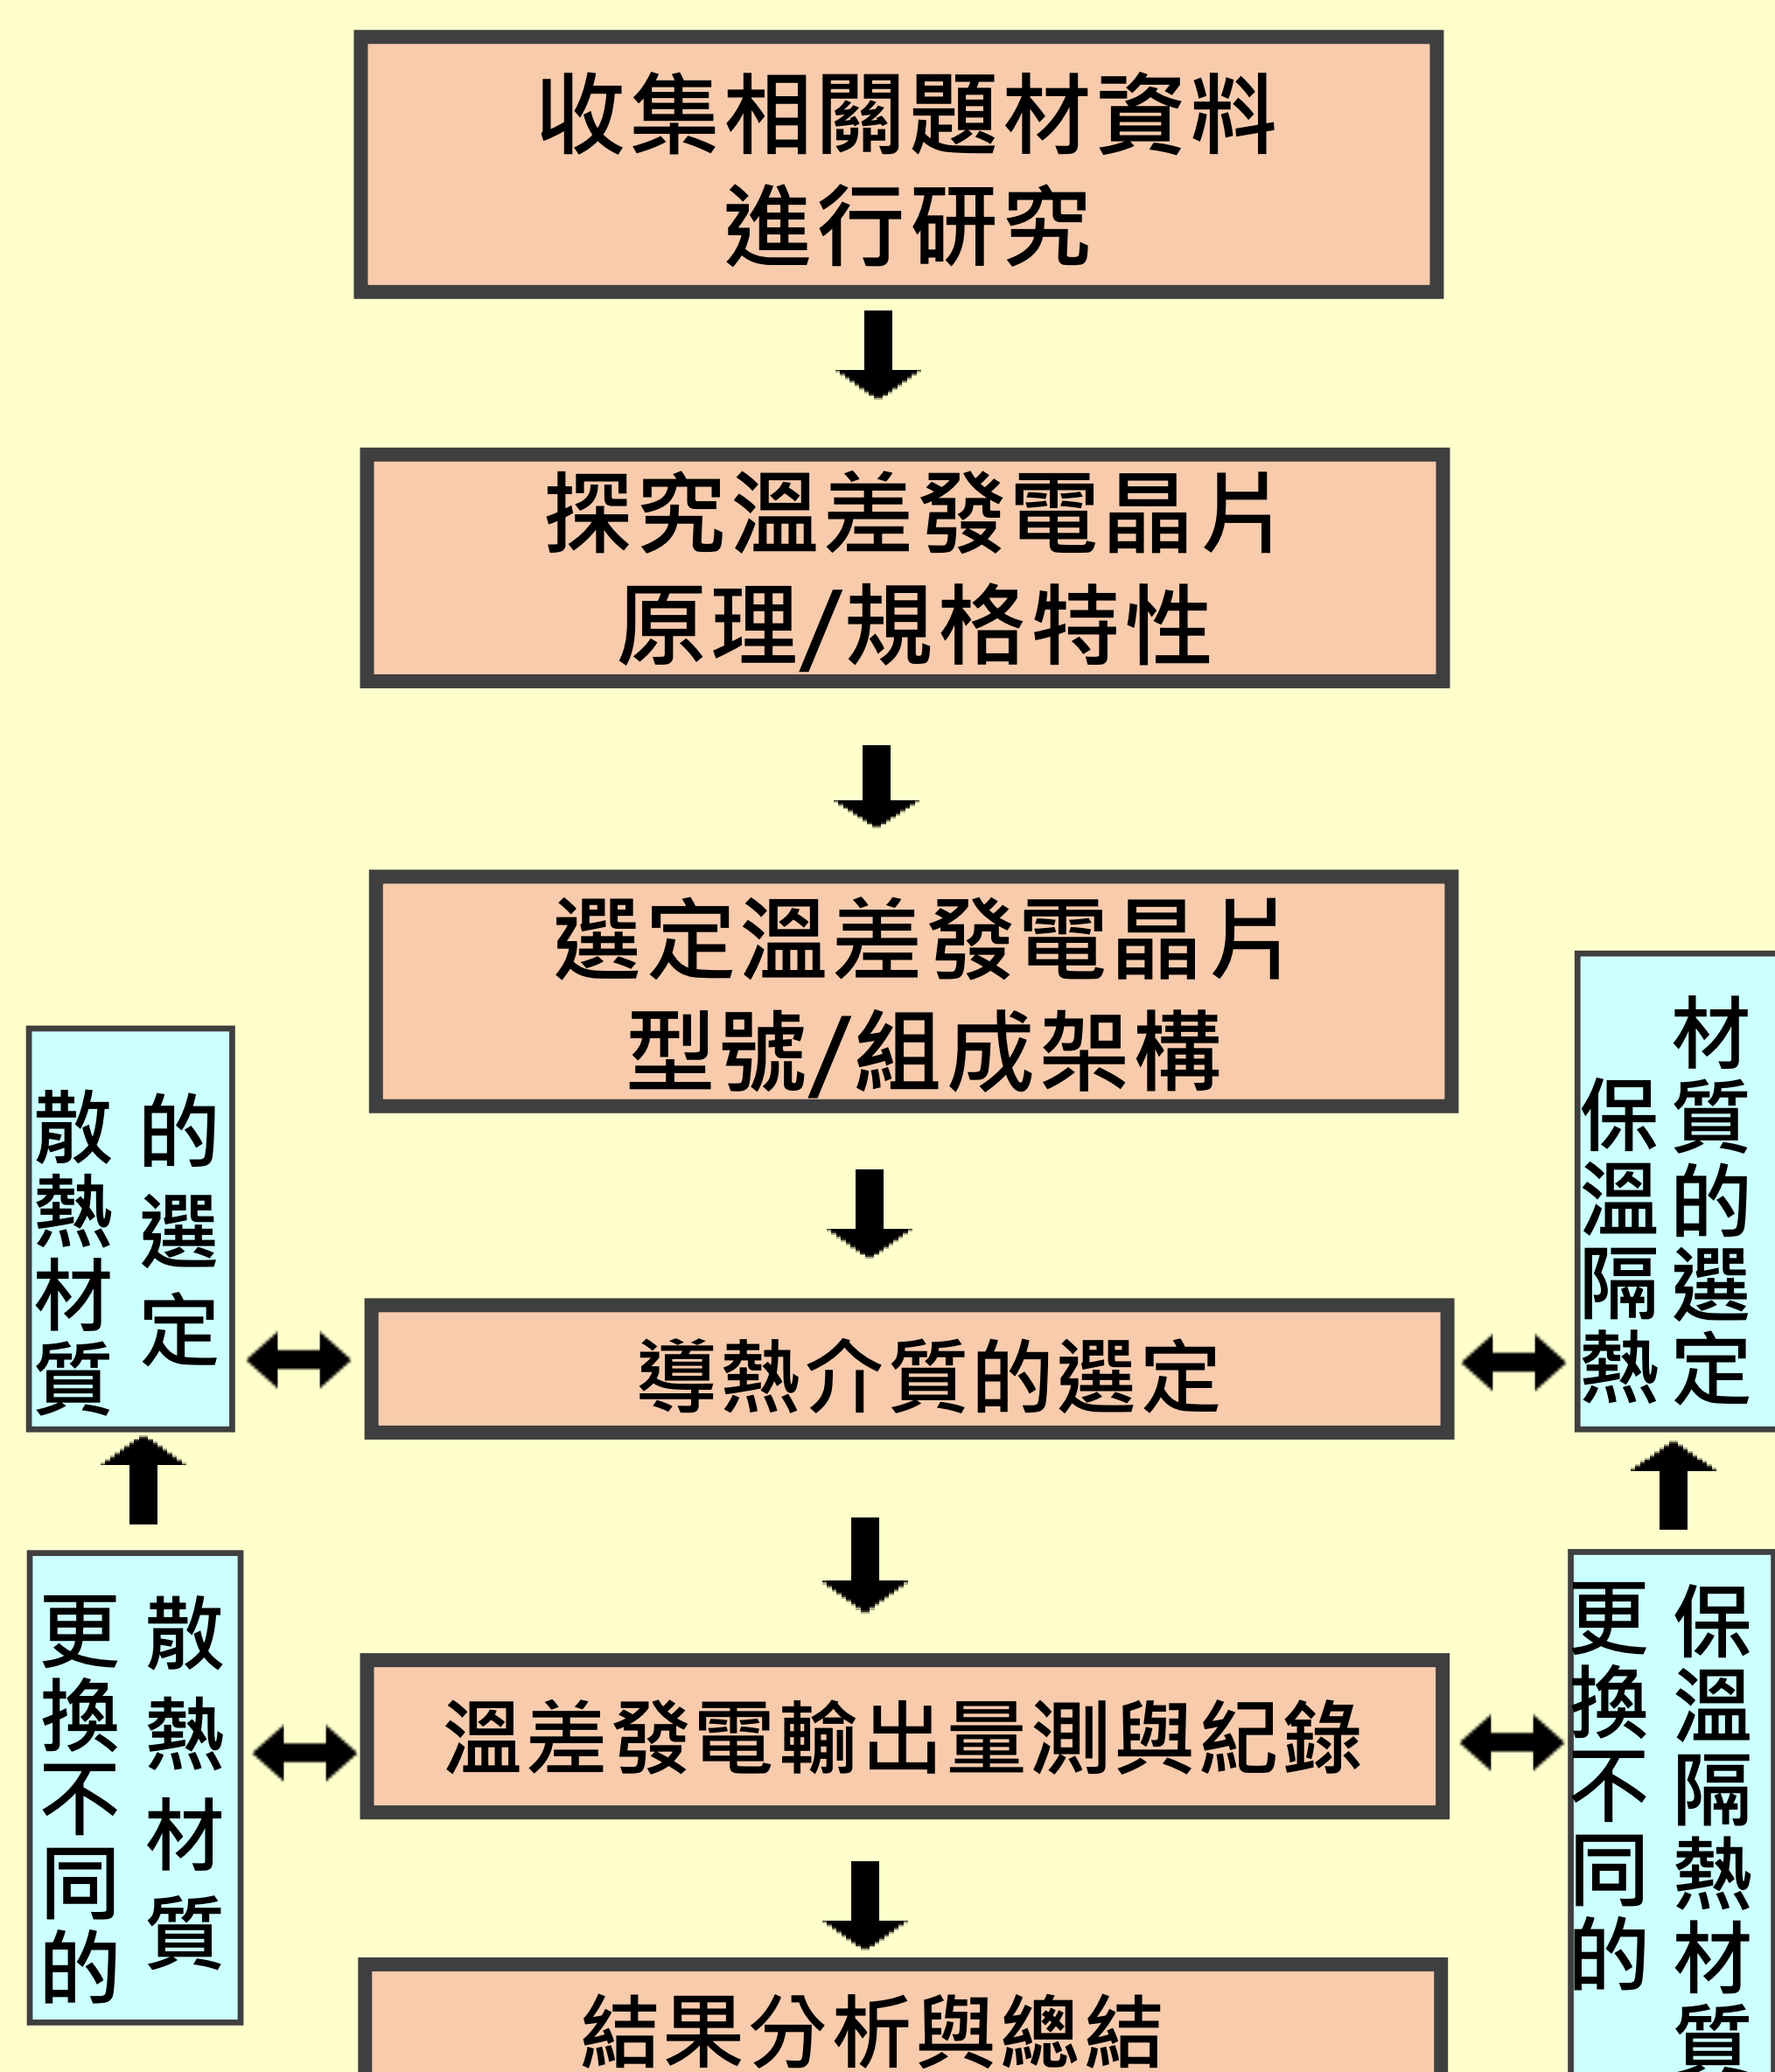 收集相關題材資料
進行研究
探究溫差發電晶片
原理/規格特性
選定溫差發電晶片
型號/組成架構
散熱材質
的選定
導熱介質的選定
保溫隔熱
材質的選定
更換不同的
散熱材質
溫差發電輸出量測與紀錄
更換不同的
保溫隔熱材質
結果分析與總結